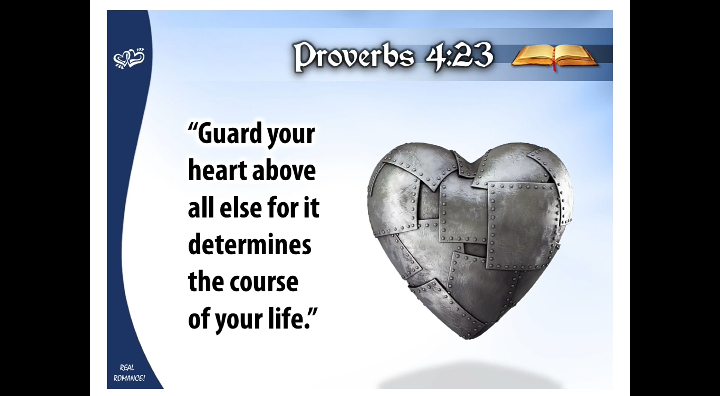 Proverbs 4:23
“Guard your
heart above
all else for it
determines
the course
of your life.”
REAL
ROMANCE!